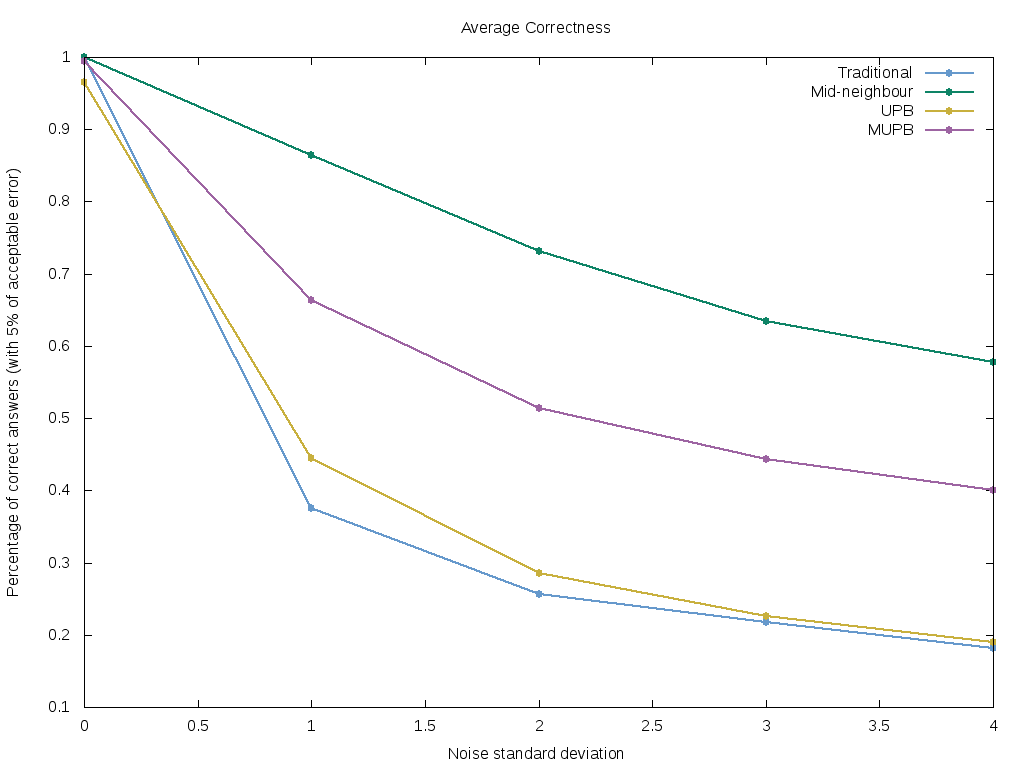 Average Correctness
Traditional
Mid-neighbour
UPB
MUPB
Percentage of correct answers (with 5% of acceptable error)
1
0.9
0.8
0.7
0.6
0.5
0.4
0.3
0.2
0.1
0 0.5 1 1.5 2 2.5 3 3.5 4
Noise standard deviation